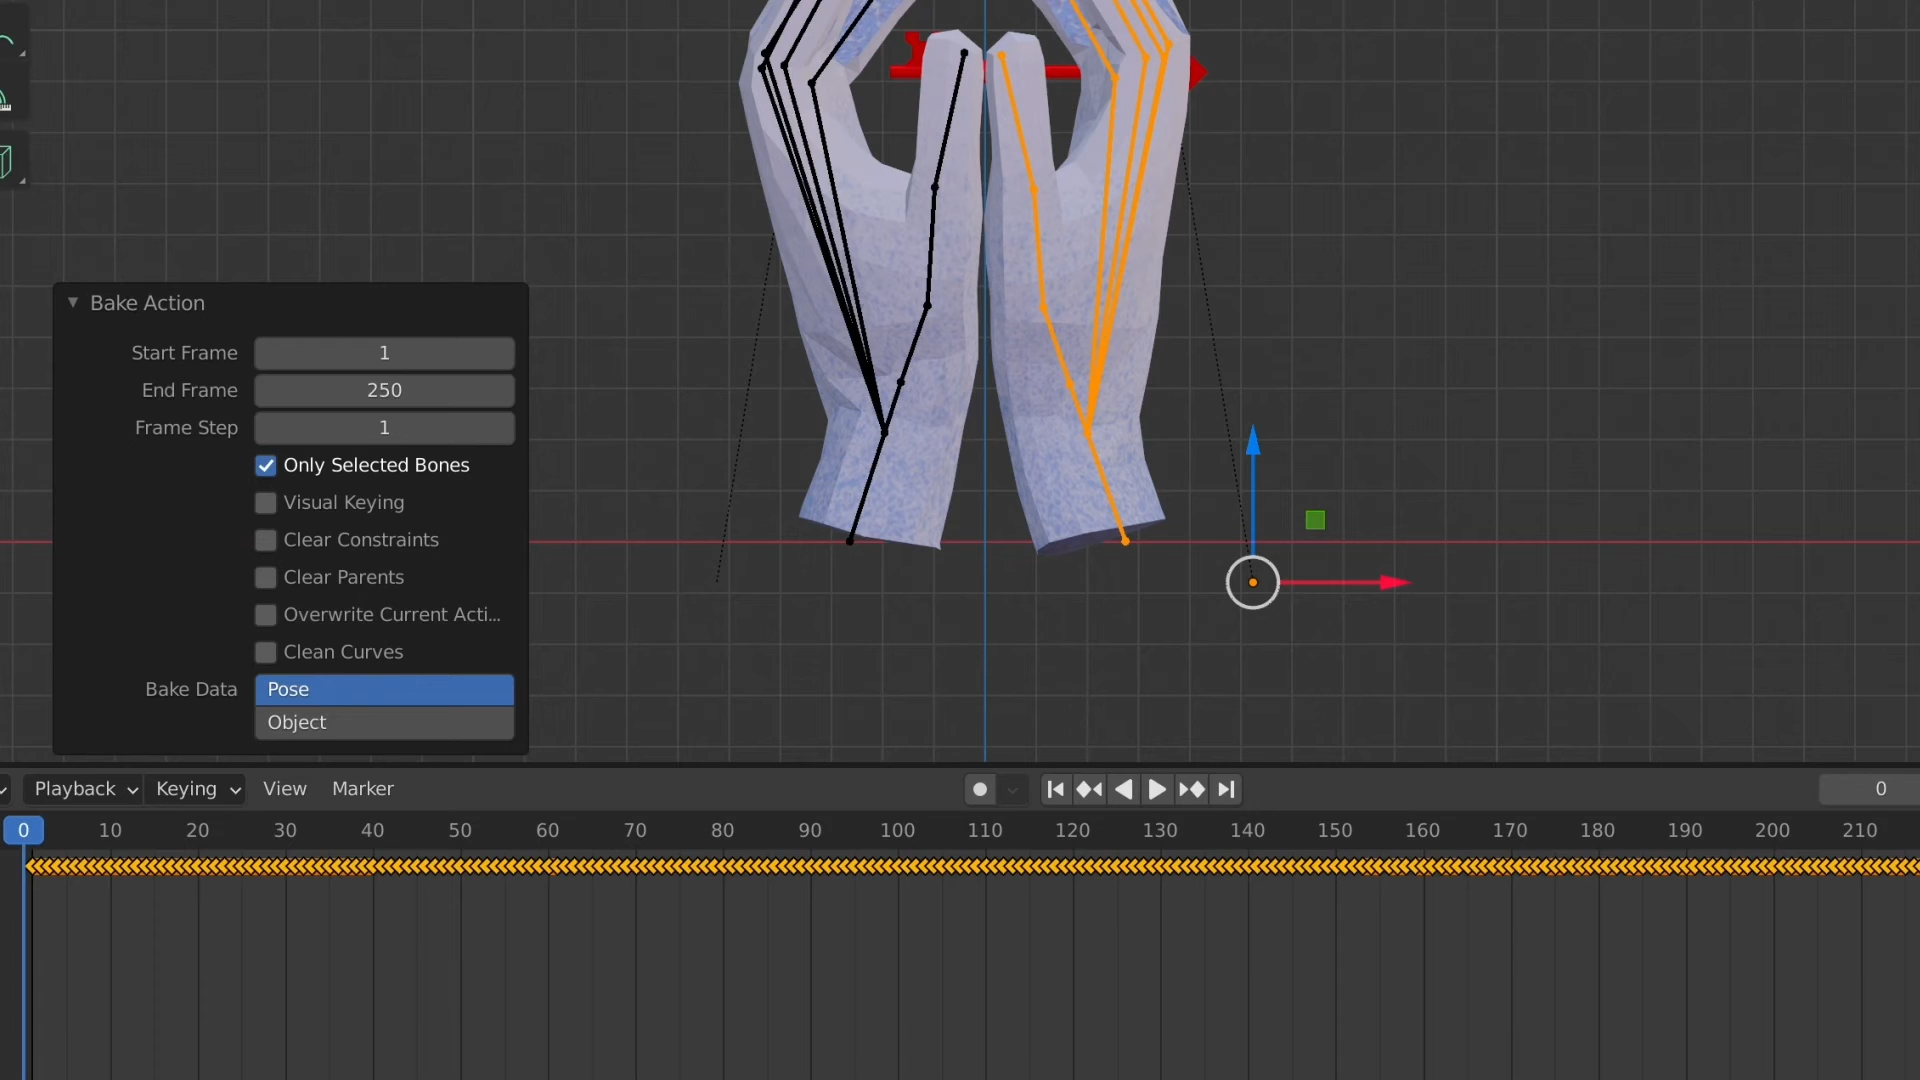 Bake Action
Start Frame 1
End Frame 250
Frame Step 1
Only Selected Bones
Visual Keying
Clear Constraints
Clear Parents
Overwrite Current Acti...
Clean Curves
Bake Data Pose
Object
Playback Keying View Marker 0
0 10 20 30 40 50 60 70 80 90 100 110 120 130 140 150 160 170 180 190 200 210